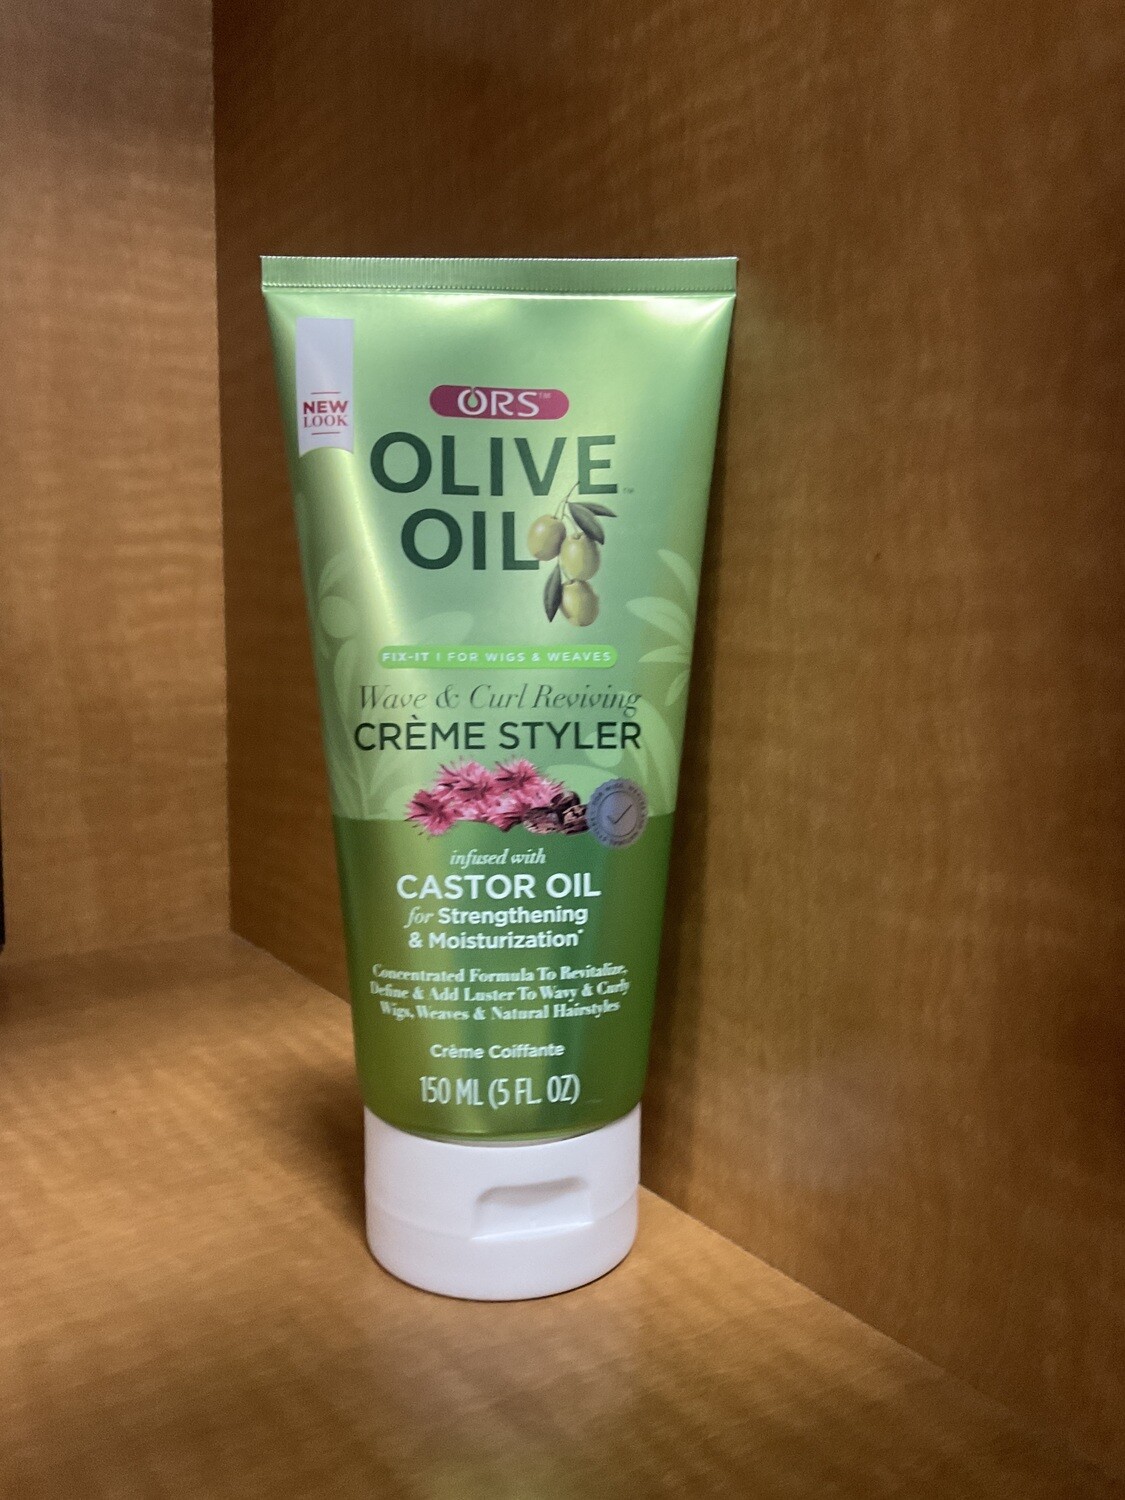 NEW
LOOK
ORS™
OLIVE
OIL™
FIX-IT | FOR WIGS & WEAVES
Wave & Curl Reviving
CRÈME STYLER
infused with
CASTOR OIL
for Strengthening
& Moisturization*
Concentrated Formula To Revitalize,
Define & Add Luster To Wavy & Curly
Wigs, Weaves & Natural Hairstyles
Crème Coiffante
150 ML (5 FL. OZ)